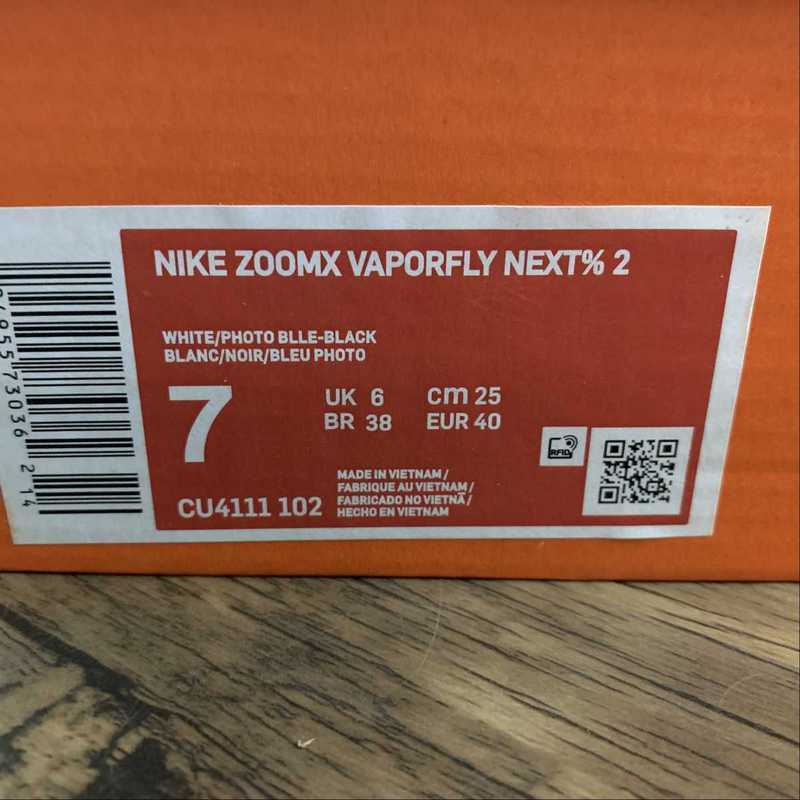 NIKE ZOOMX VAPORFLY NEXT% 2
WHITE/PHOTO BLLE-BLACK
BLANC/NOIR/BLEU PHOTO
7
UK 6
cm 25
BR 38
EUR 40
RFID
CU4111 102
MADE IN VIETNAM/
FABRIQUE AU VIETNAM/
FABRICADO NO VIETNÃ/
HECHO EN VIETNAM